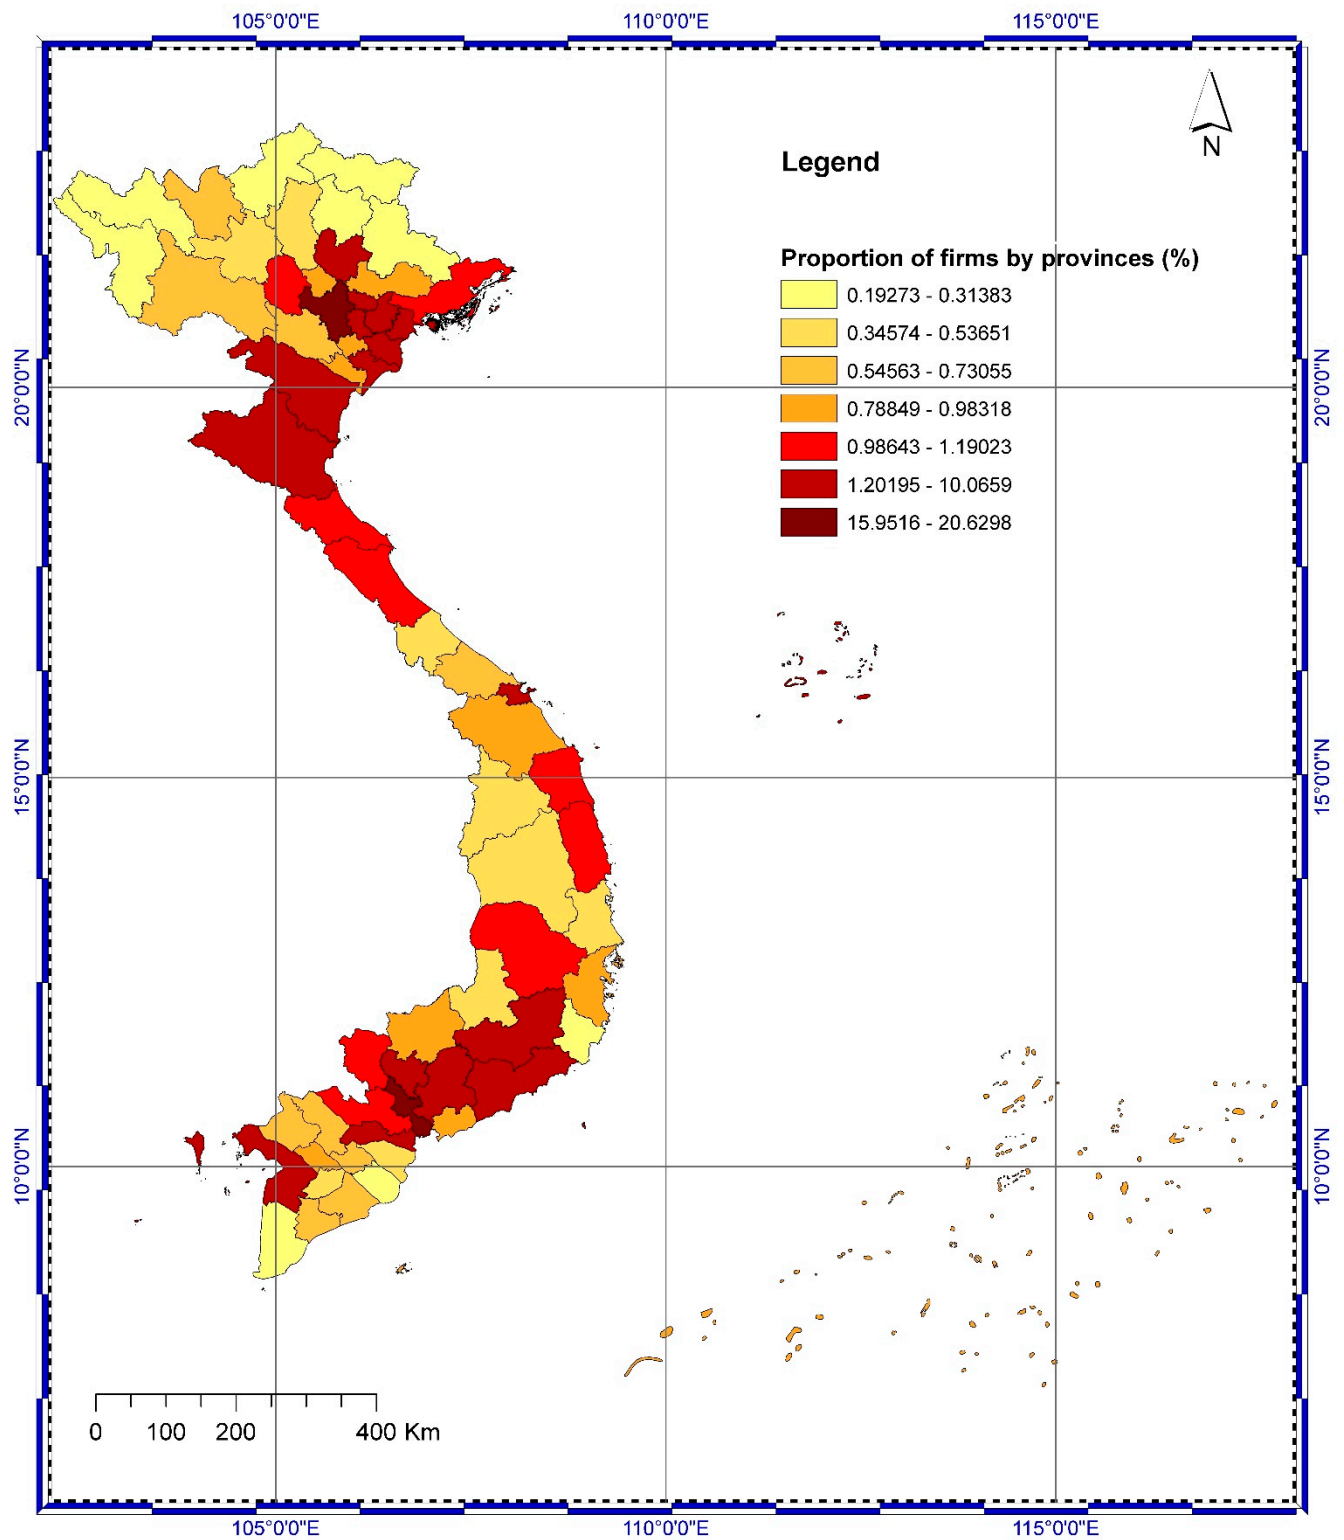 105°0'0"E 110°0'0"E 115°0'0"E
N
Legend
Proportion of firms by provinces (%)
0.19273 - 0.31383
0.34574 - 0.53651
0.54563 - 0.73055
0.78849 - 0.98318
0.98643 - 1.19023
1.20195 - 10.0659
15.9516 - 20.6298
20°0'0"N 20°0'0"N
15°0'0"N 15°0'0"N
10°0'0"N 10°0'0"N
0 100 200 400 Km
105°0'0"E 110°0'0"E 115°0'0"E